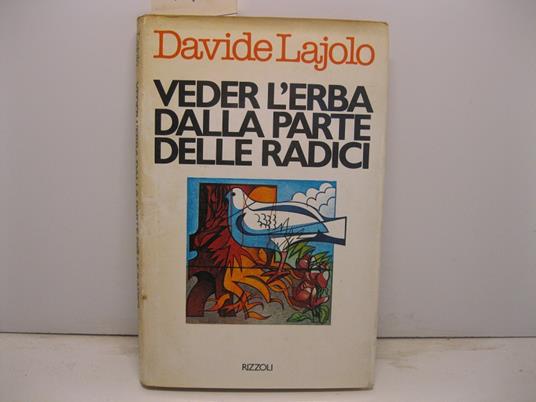 Davide Lajolo
VEDER L'ERBA
DALLA PARTE
DELLE RADICI
RIZZOLI